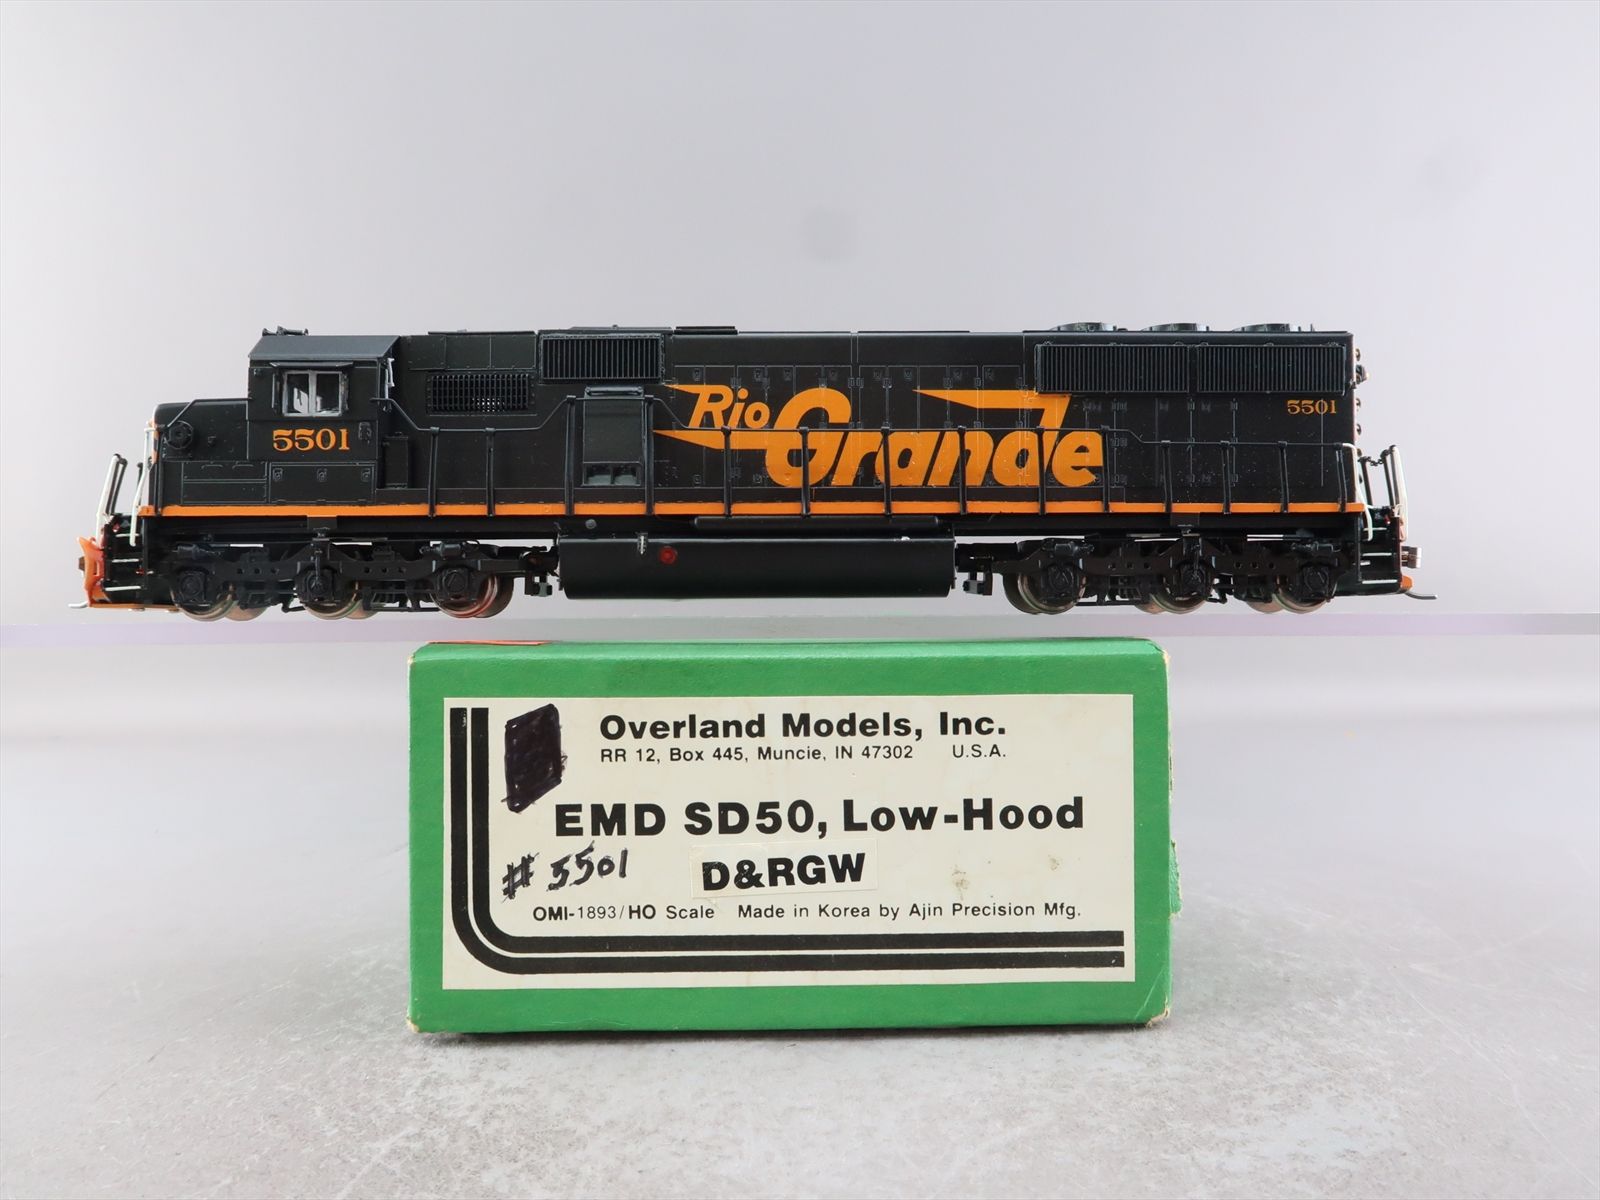 5501
Rio
Grande
5501
Overland Models, Inc.
RR 12, Box 445, Muncie, IN 47302 U.S.A.
EMD SD50, Low-Hood
# 5501 D&RGW
OMI-1893/HO Scale Made in Korea by Ajin Precision Mfg.